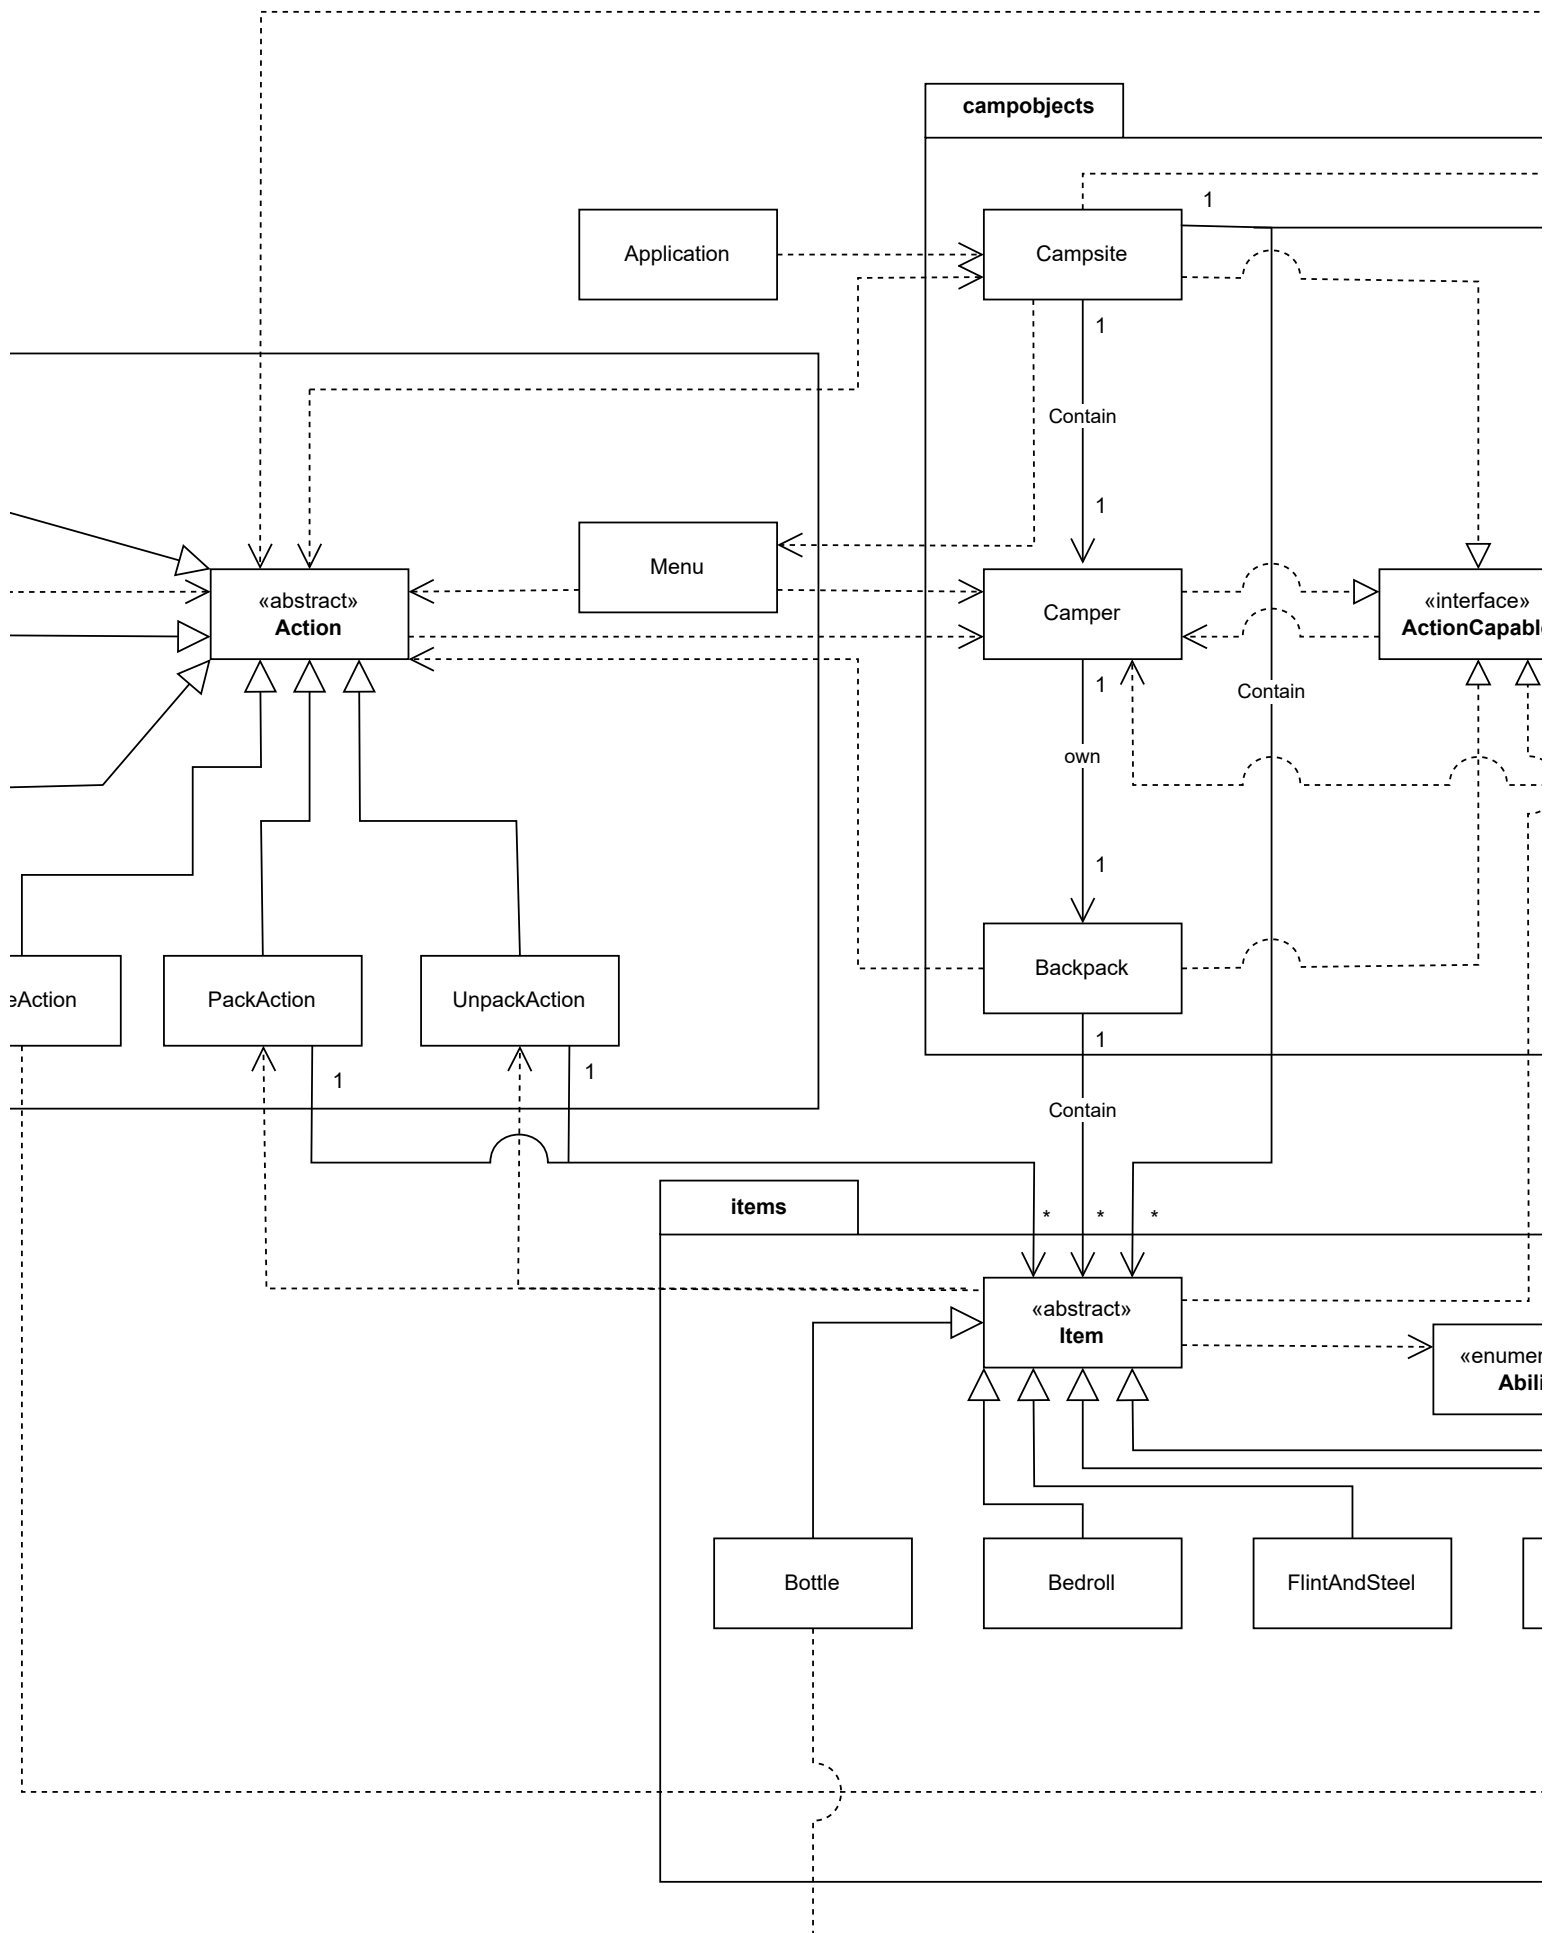 campobjects
1
Application
Campsite
1
Contain
1
Menu
«abstract»
Action
Camper
«interface»
1
Contain
own
1
Backpack
PackAction
UnpackAction
1
1
1
Contain
items
*
*
*
«abstract»
Item
Bottle
Bedroll
FlintAndSteel